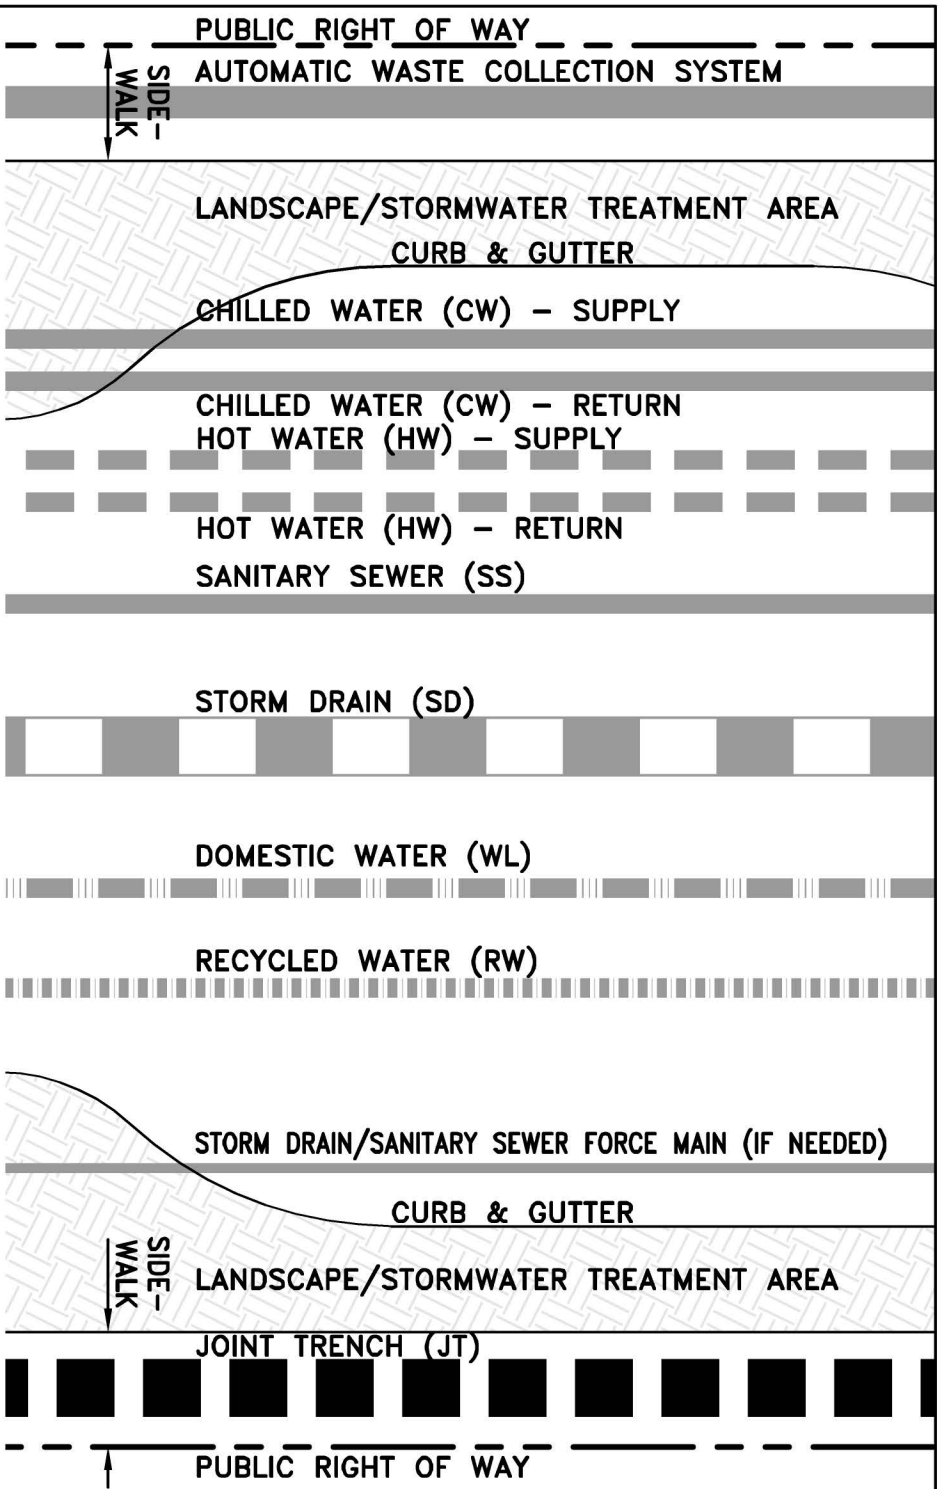 PUBLIC RIGHT OF WAY
AUTOMATIC WASTE COLLECTION SYSTEM
SIDE-
WALK
LANDSCAPE/STORMWATER TREATMENT AREA
CURB & GUTTER
CHILLED WATER (CW) – SUPPLY
CHILLED WATER (CW) – RETURN
HOT WATER (HW) – SUPPLY
HOT WATER (HW) – RETURN
SANITARY SEWER (SS)
STORM DRAIN (SD)
DOMESTIC WATER (WL)
RECYCLED WATER (RW)
STORM DRAIN/SANITARY SEWER FORCE MAIN (IF NEEDED)
CURB & GUTTER
SIDE-
WALK
LANDSCAPE/STORMWATER TREATMENT AREA
JOINT TRENCH (JT)
PUBLIC RIGHT OF WAY